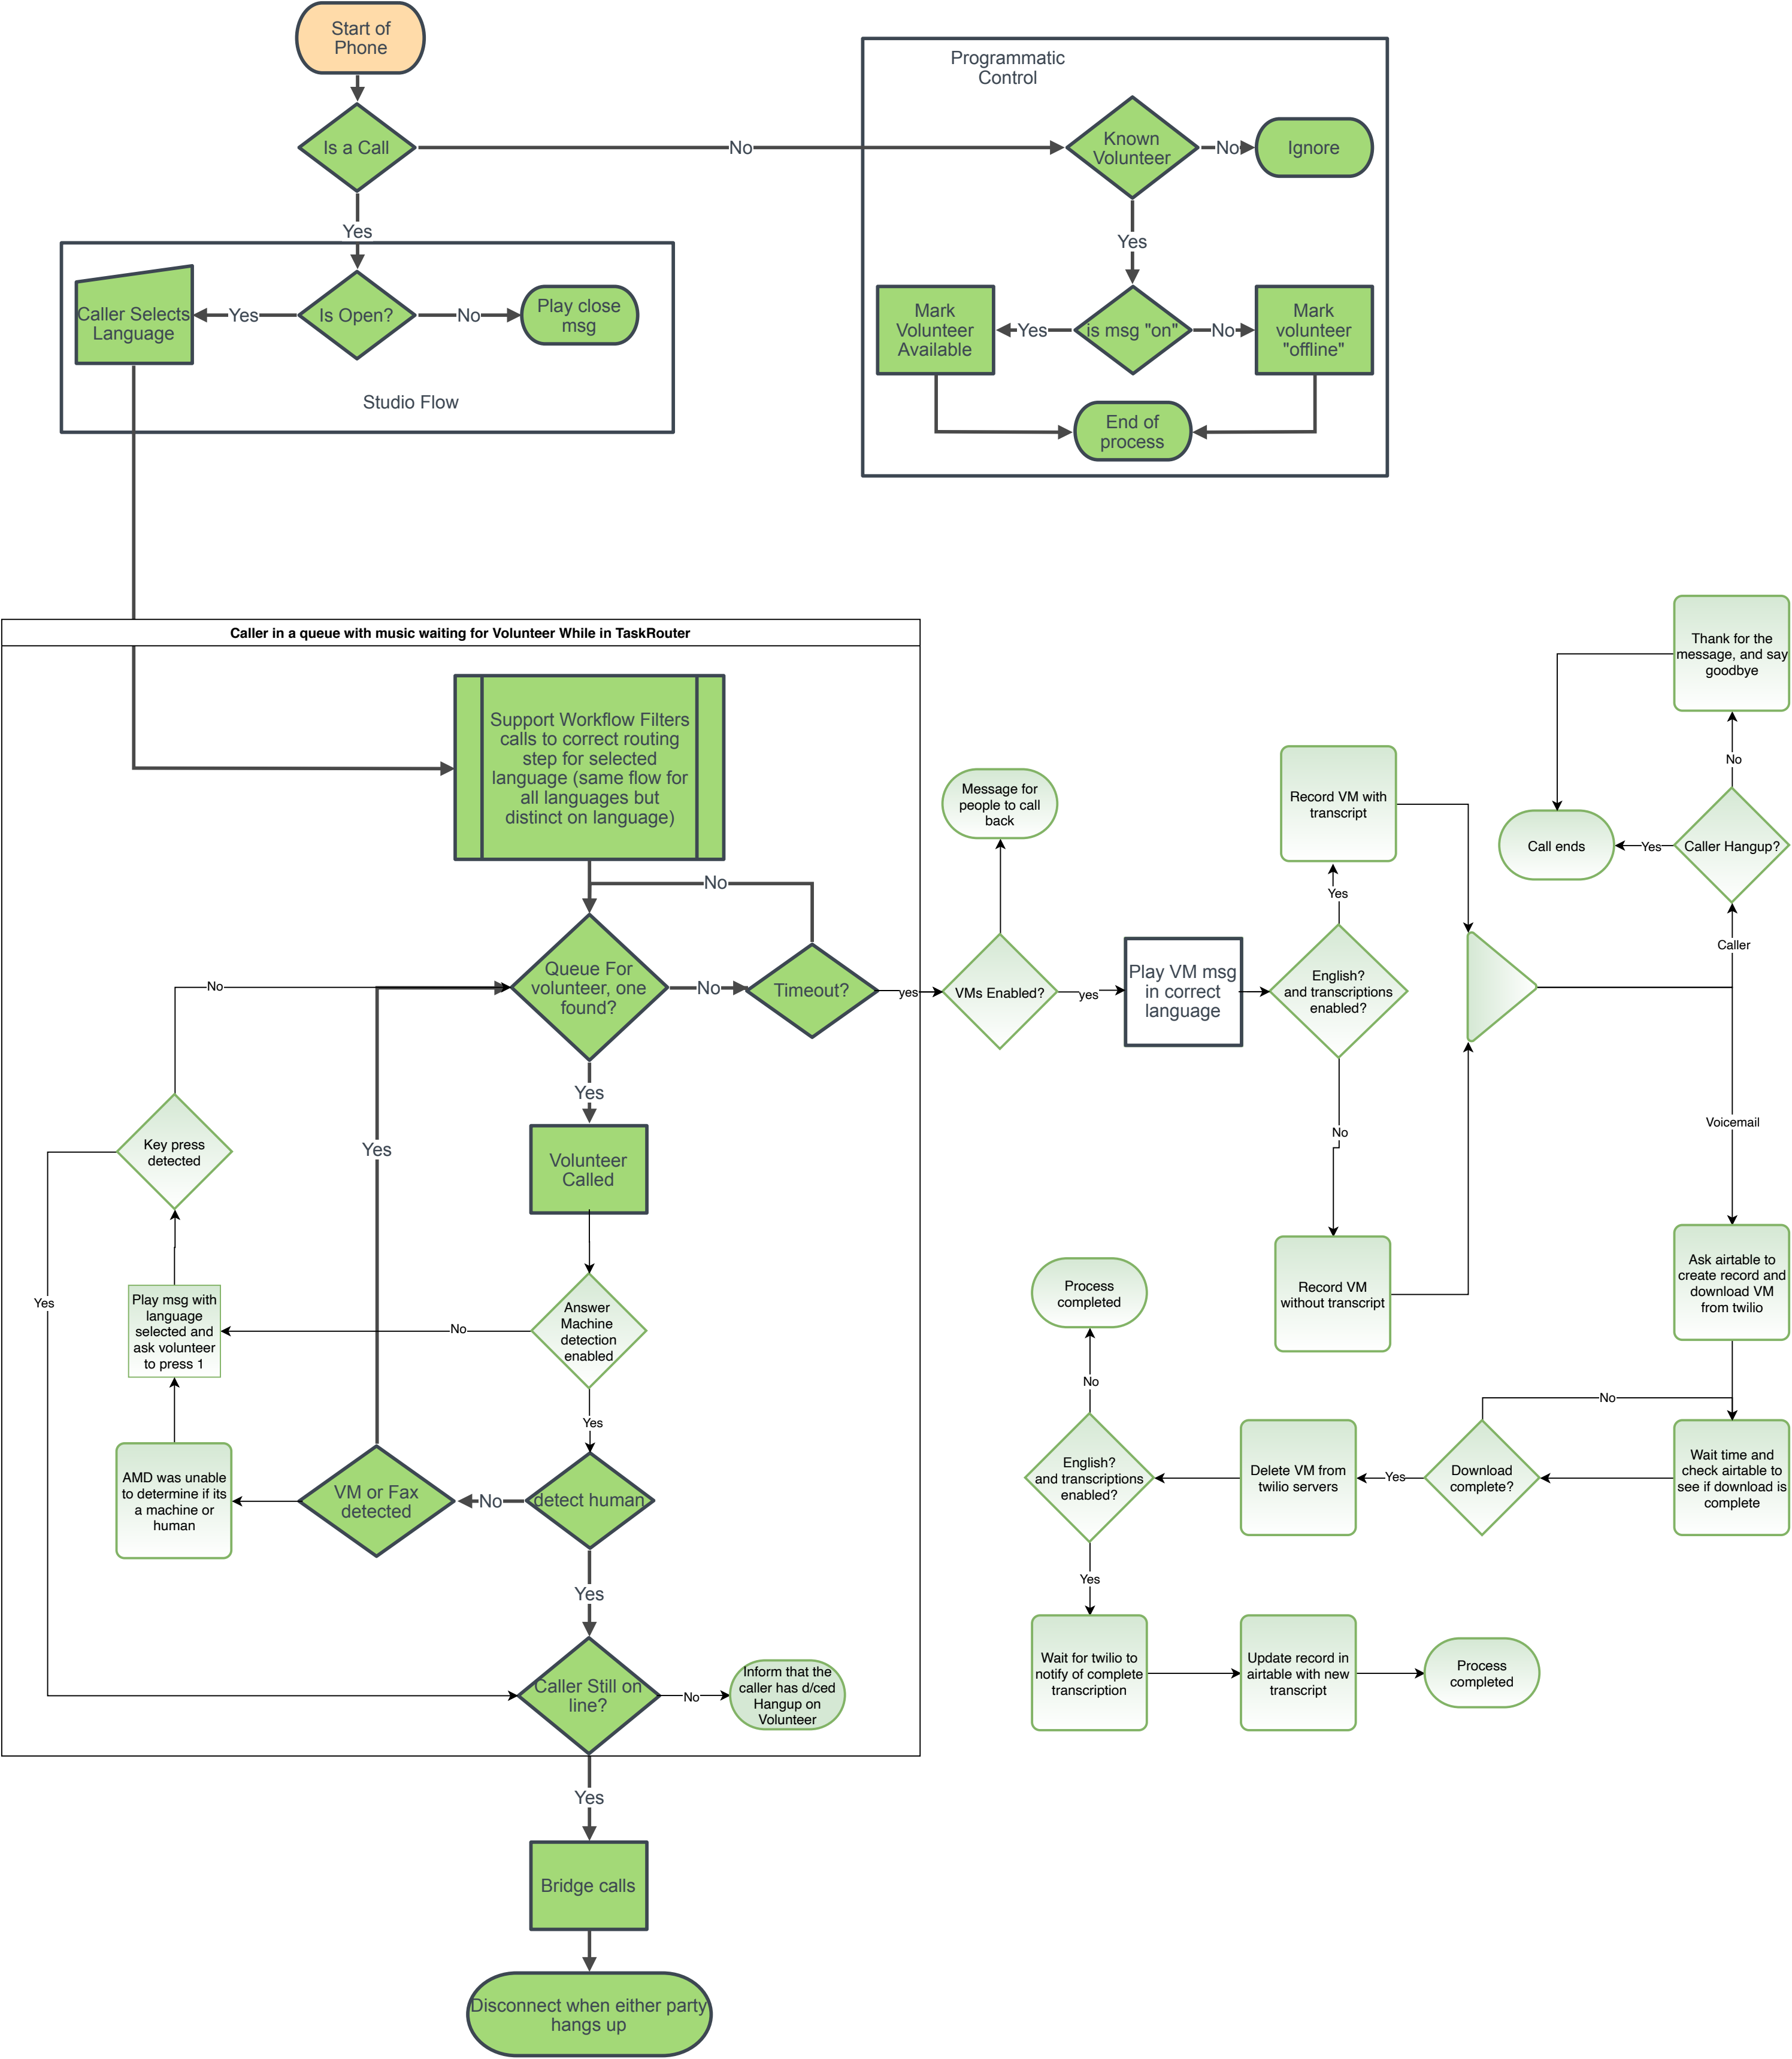 Start of
Phone
Is a Call
No
Yes
Programmatic
Control
Known
Volunteer
No
Ignore
Yes
is msg "on"
Yes
No
Mark
Volunteer
Available
Mark
volunteer
"offline"
End of
process
Caller Selects
Language
Yes
Is Open?
No
Play close
msg
Studio Flow
Caller in a queue with music waiting for Volunteer While in TaskRouter
Support Workflow Filters
calls to correct routing
step for selected
language (same flow for
all languages but
distinct on language)
No
Queue For
volunteer, one
found?
No
Timeout?
yes
No
Key press
detected
Yes
Yes
Yes
Volunteer
Called
Play msg with
language
selected and
ask volunteer
to press 1
No
Answer
Machine
detection
enabled
Yes
AMD was unable
to determine if its
a machine or
human
VM or Fax
detected
No
detect human
Yes
Caller Still on
line?
No
Inform that the
caller has d/ced
Hangup on
Volunteer
Yes
Bridge calls
Disconnect when either party
hangs up
Message for
people to call
back
VMs Enabled?
yes
Play VM msg
in correct
language
English?
and transcriptions
enabled?
Yes
Record VM with
transcript
No
Record VM
without transcript
Thank for the
message, and say
goodbye
No
Call ends
Yes
Caller Hangup?
Caller
Voicemail
Ask airtable to
create record and
download VM
from twilio
No
Wait time and
check airtable to
see if download is
complete
Download
complete?
Yes
Delete VM from
twilio servers
English?
and transcriptions
enabled?
No
Process
completed
Yes
Wait for twilio to
notify of complete
transcription
Update record in
airtable with new
transcript
Process
completed